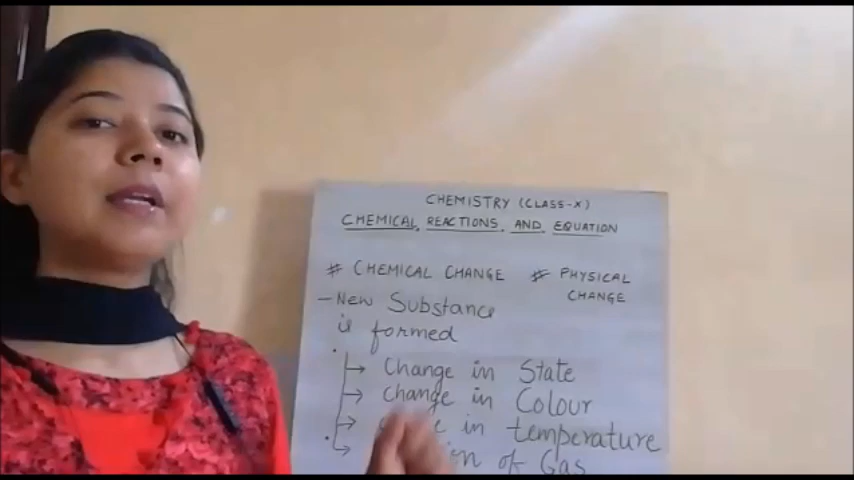 CHEMISTRY (CLASS-X)
CHEMICAL REACTIONS AND EQUATION
# CHEMICAL CHANGE
- New Substance
is formed
→ Change in State
→ Change in Colour
→ in Temperature
→ of Gas
# PHYSICAL
CHANGE